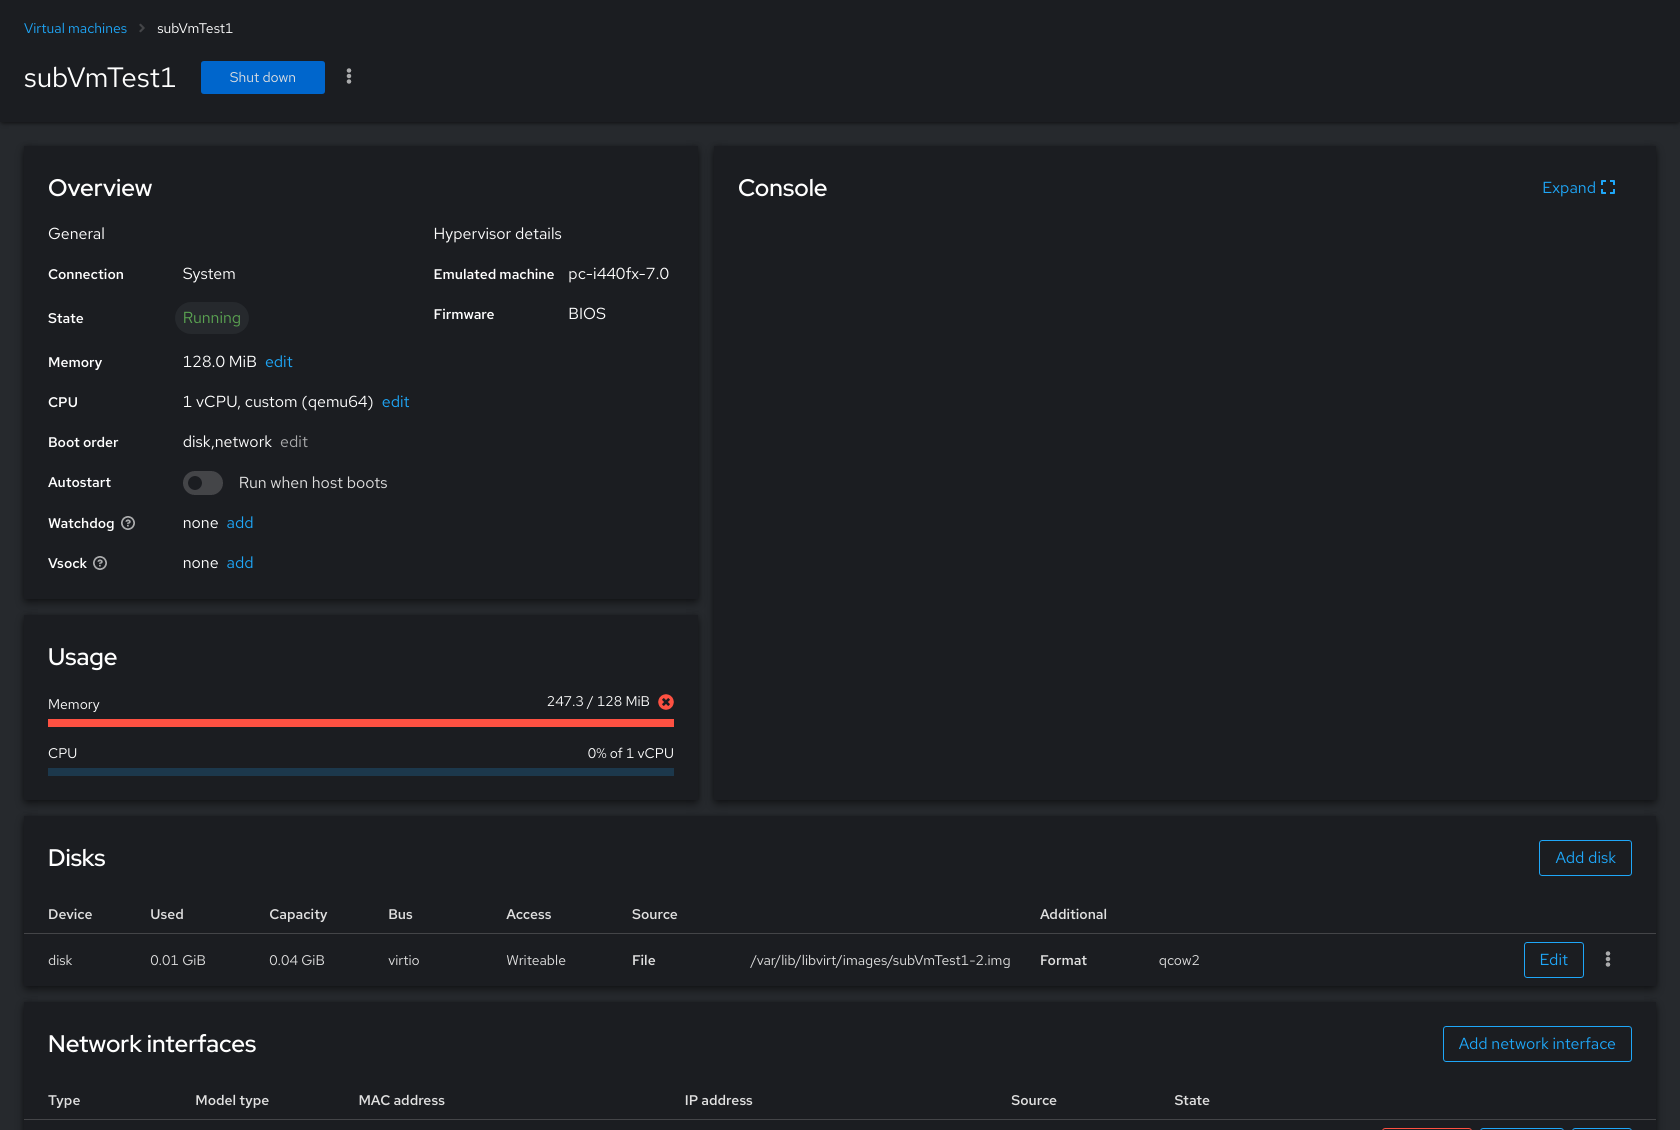 Virtual machines > subVmTest1
subVmTest1 Shut down
Overview
General
Connection System
State Running
Memory 128.0 MiB edit
CPU 1 vCPU, custom (qemu64) edit
Boot order disk,network edit
Autostart Run when host boots
Watchdog none add
Vsock none add
Hypervisor details
Emulated machine pc-i440fx-7.0
Firmware BIOS
Console Expand
Usage
Memory 247.3 / 128 MiB
CPU 0% of 1 vCPU
Disks Add disk
Device Used Capacity Bus Access Source Additional
disk 0.01 GiB 0.04 GiB virtio Writeable File /var/lib/libvirt/images/subVmTest1-2.img Format qcow2 Edit
Network interfaces Add network interface
Type Model type MAC address IP address Source State